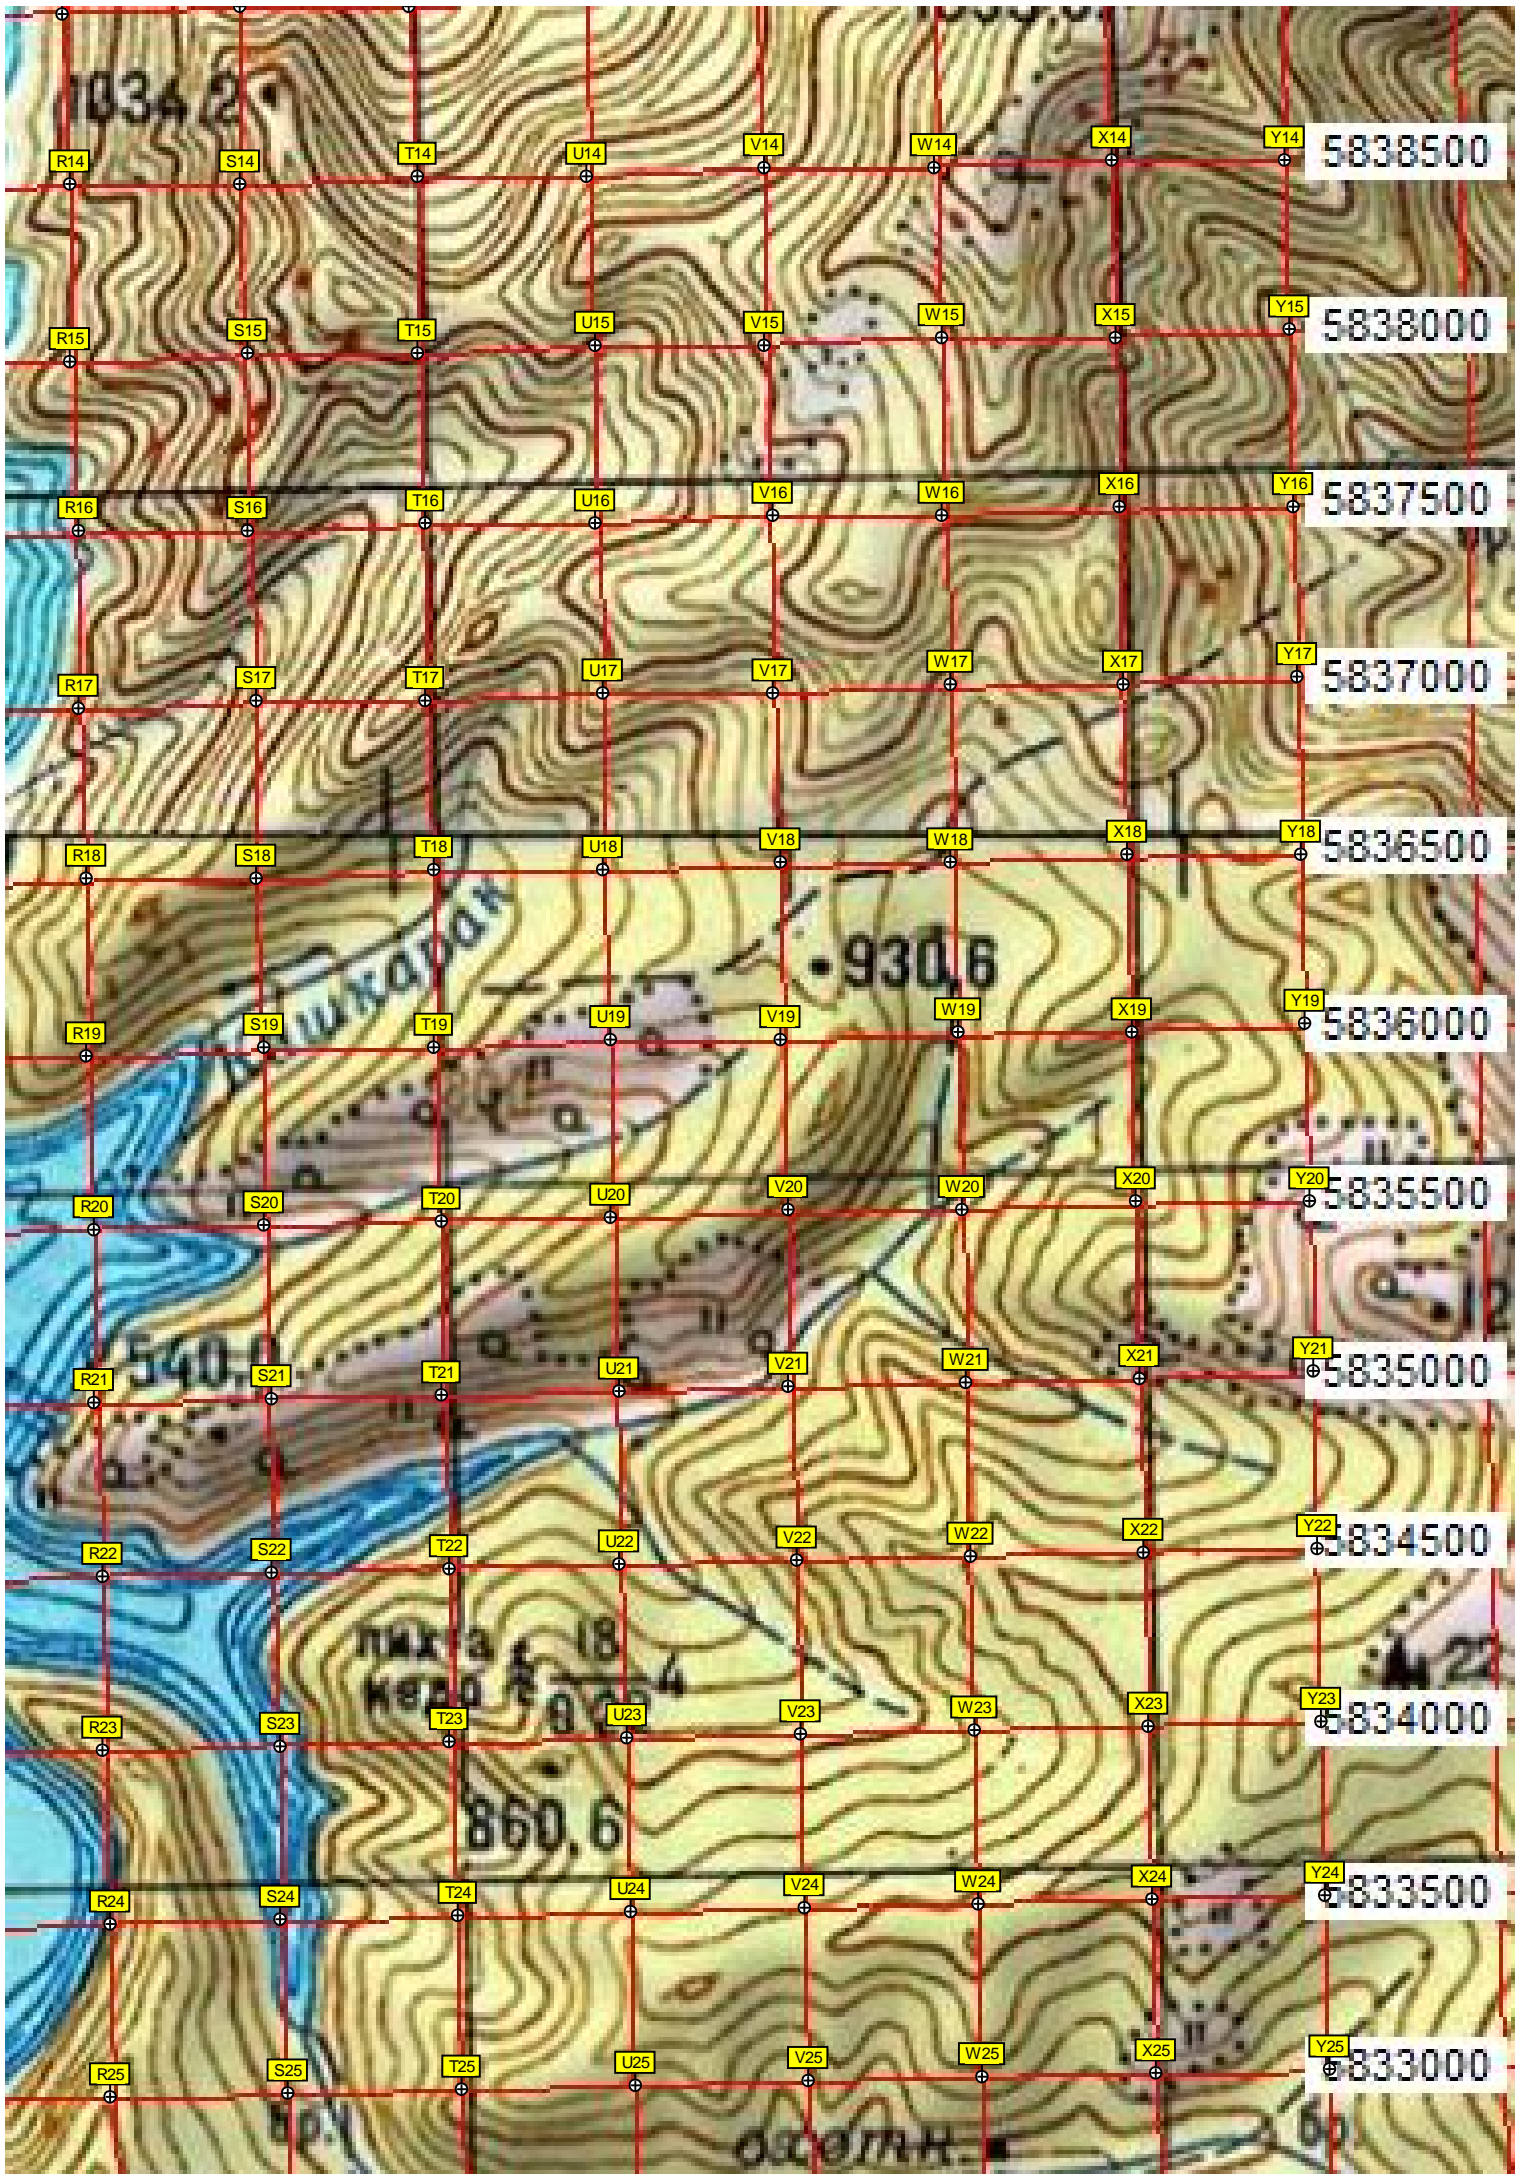 1034.2
R14 S14 T14 U14 V14 W14 X14 Y14 5838500
R15 S15 T15 U15 V15 W15 X15 Y15 5838000
R16 S16 T16 U16 V16 W16 X16 Y16 5837500
R17 S17 T17 U17 V17 W17 X17 Y17 5837000
R18 S18 T18 U18 V18 W18 X18 Y18 5836500
930.6
R19 S19 T19 U19 V19 W19 X19 Y19 5836000
R20 S20 T20 U20 V20 W20 X20 Y20 5835500
540.
R21 S21 T21 U21 V21 W21 X21 Y21 5835000
R22 S22 T22 U22 V22 W22 X22 Y22 5834500
пихта 18
кедр 4
22
R23 S23 T23 U23 V23 W23 X23 Y23 5834000
860.6
R24 S24 T24 U24 V24 W24 X24 Y24 5833500
R25 S25 T25 U25 V25 W25 X25 Y25 5833000
бр.
охотн.
бр